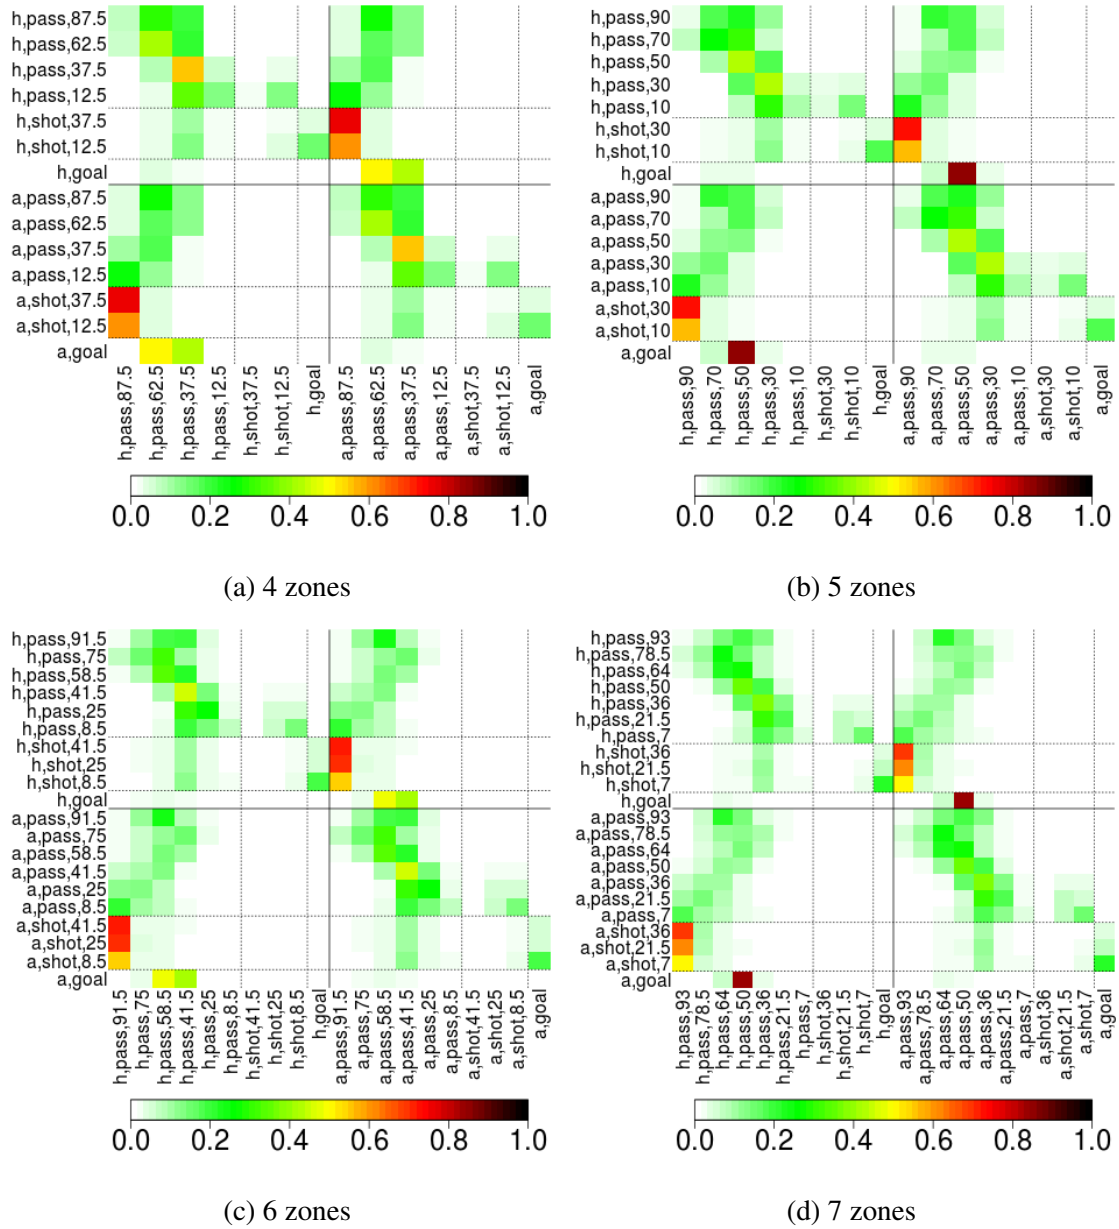 h,pass,87.5
h,pass,62.5
h,pass,37.5
h,pass,12.5
h,shot,37.5
h,shot,12.5
h,goal
a,pass,87.5
a,pass,62.5
a,pass,37.5
a,pass,12.5
a,shot,37.5
a,shot,12.5
a,goal
h,pass,87.5
h,pass,62.5
h,pass,37.5
h,pass,12.5
h,shot,37.5
h,shot,12.5
h,goal
a,pass,87.5
a,pass,62.5
a,pass,37.5
a,pass,12.5
a,shot,37.5
a,shot,12.5
a,goal
0.0 0.2 0.4 0.6 0.8 1.0
(a) 4 zones
h,pass,90
h,pass,70
h,pass,50
h,pass,30
h,pass,10
h,shot,30
h,shot,10
h,goal
a,pass,90
a,pass,70
a,pass,50
a,pass,30
a,pass,10
a,shot,30
a,shot,10
a,goal
h,pass,90
h,pass,70
h,pass,50
h,pass,30
h,pass,10
h,shot,30
h,shot,10
h,goal
a,pass,90
a,pass,70
a,pass,50
a,pass,30
a,pass,10
a,shot,30
a,shot,10
a,goal
0.0 0.2 0.4 0.6 0.8 1.0
(b) 5 zones
h,pass,91.5
h,pass,75
h,pass,58.5
h,pass,41.5
h,pass,25
h,pass,8.5
h,shot,41.5
h,shot,25
h,shot,8.5
h,goal
a,pass,91.5
a,pass,75
a,pass,58.5
a,pass,41.5
a,pass,25
a,pass,8.5
a,shot,41.5
a,shot,25
a,shot,8.5
a,goal
h,pass,91.5
h,pass,75
h,pass,58.5
h,pass,41.5
h,pass,25
h,pass,8.5
h,shot,41.5
h,shot,25
h,shot,8.5
h,goal
a,pass,91.5
a,pass,75
a,pass,58.5
a,pass,41.5
a,pass,25
a,pass,8.5
a,shot,41.5
a,shot,25
a,shot,8.5
a,goal
0.0 0.2 0.4 0.6 0.8 1.0
(c) 6 zones
h,pass,93
h,pass,78.5
h,pass,64
h,pass,50
h,pass,36
h,pass,21.5
h,pass,7
h,shot,36
h,shot,21.5
h,shot,7
h,goal
a,pass,93
a,pass,78.5
a,pass,64
a,pass,50
a,pass,36
a,pass,21.5
a,pass,7
a,shot,36
a,shot,21.5
a,shot,7
a,goal
h,pass,93
h,pass,78.5
h,pass,64
h,pass,50
h,pass,36
h,pass,21.5
h,pass,7
h,shot,36
h,shot,21.5
h,shot,7
h,goal
a,pass,93
a,pass,78.5
a,pass,64
a,pass,50
a,pass,36
a,pass,21.5
a,pass,7
a,shot,36
a,shot,21.5
a,shot,7
a,goal
0.0 0.2 0.4 0.6 0.8 1.0
(d) 7 zones